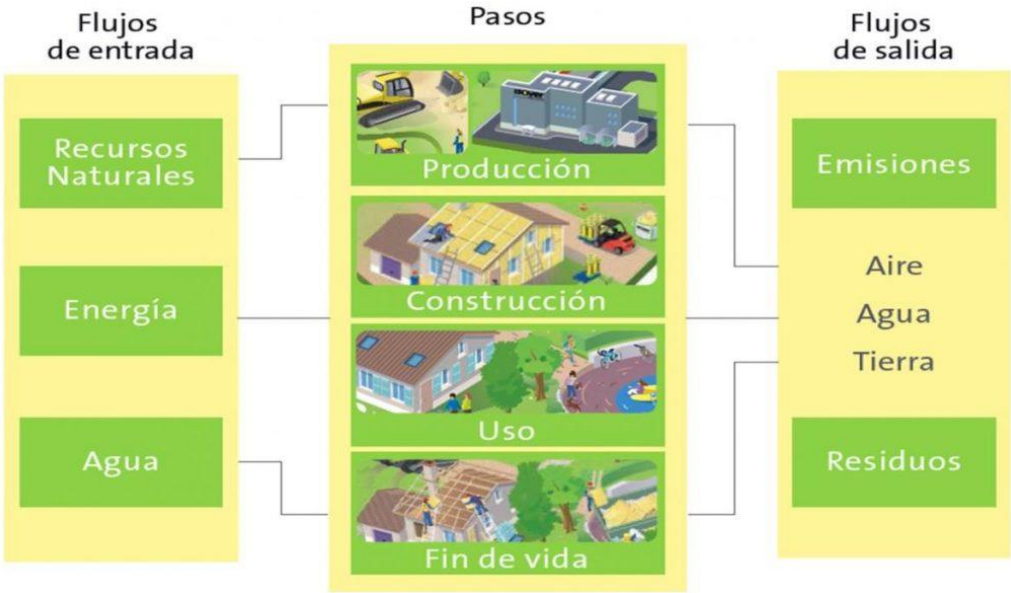 Flujos
de entrada
Pasos
Flujos
de salida
Recursos
Naturales
Energía
Agua
Producción
Construcción
Uso
Fin de vida
Emisiones
Aire
Agua
Tierra
Residuos